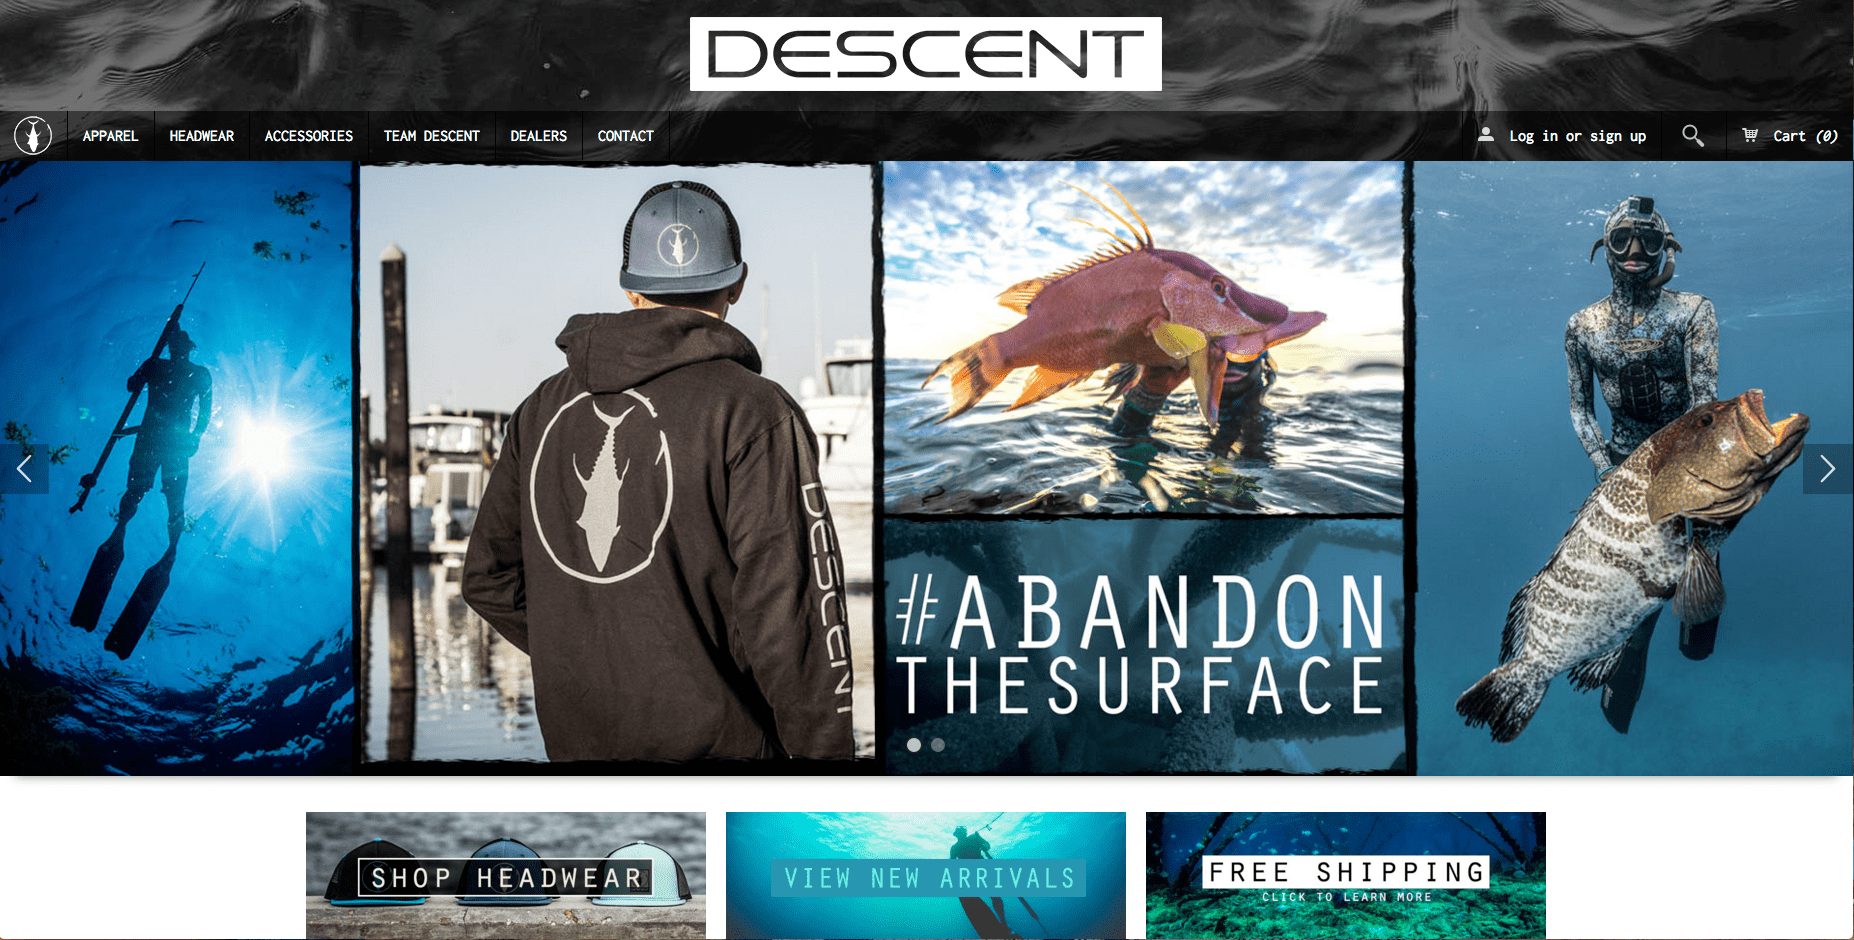 DESCENT
APPAREL
HEADWEAR
ACCESSORIES
TEAM DESCENT
DEALERS
CONTACT
Log in or sign up
Cart (0)
DESCENT
#ABANDON
THESURFACE
SHOP HEADWEAR
VIEW NEW ARRIVALS
FREE SHIPPING
CLICK TO LEARN MORE